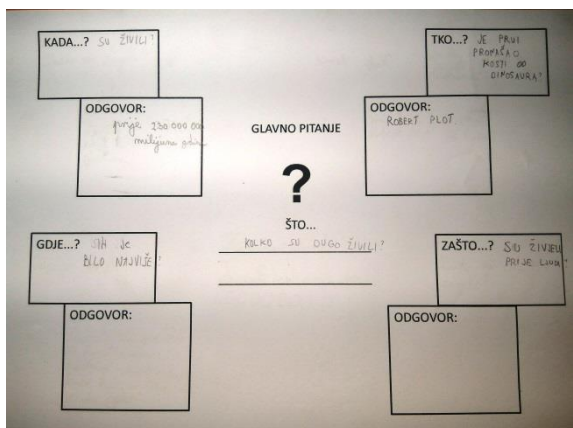 KADA...? SU ŽIVILI?
ODGOVOR:
prije 230 000 000
milijuna godina
TKO...? JE PRVI
PRONAŠAO
KOSTI OD
DINOSAURA?
ODGOVOR:
ROBERT PLOT
GLAVNO PITANJE
?
ŠTO...
KOLKO SU DUGO ŽIVILI?
GDJE...? IH JE
BILO NAJVIŠE?
ODGOVOR:
ZAŠTO...? SU ŽIVJELI
PRIJE LJUDI?
ODGOVOR: